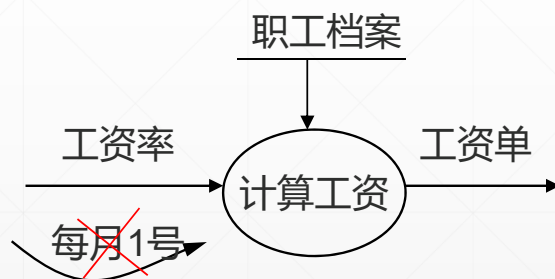 职工档案
工资率
工资单
计算工资
每月1号